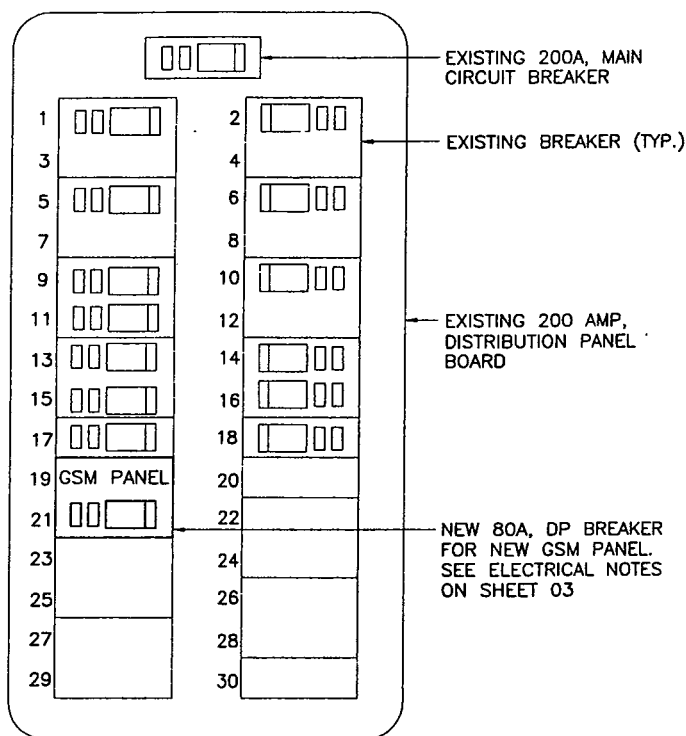 EXISTING 200A, MAIN
CIRCUIT BREAKER
1 2
EXISTING BREAKER (TYP.)
3 4
5 6
7 8
9 10
11 12
EXISTING 200 AMP,
DISTRIBUTION PANEL
BOARD
13 14
15 16
17 18
19 GSM PANEL 20
21 22
NEW 80A, DP BREAKER
FOR NEW GSM PANEL.
SEE ELECTRICAL NOTES
ON SHEET 03
23 24
25 26
27 28
29 30